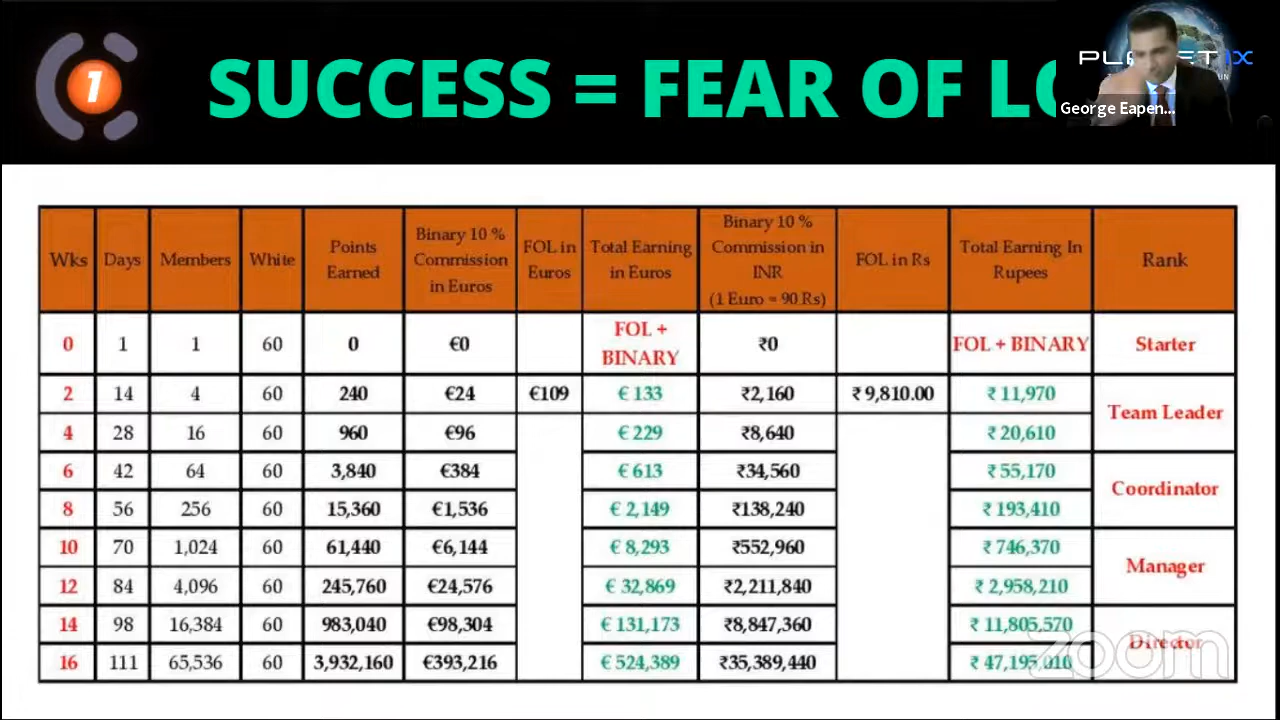 1
SUCCESS = FEAR OF LO
PL ET IX
George Eapen...
Wks Days Members White Points Earned Binary 10 % Commission in Euros FOL in Euros Total Earning in Euros Binary 10 % Commission in INR (1 Euro = 90 Rs) FOL in Rs Total Earning In Rupees Rank
0 1 1 60 0 €0 FOL + BINARY ₹0 FOL + BINARY Starter
2 14 4 60 240 €24 €109 € 133 ₹2,160 ₹ 9,810.00 ₹ 11,970 Team Leader
4 28 16 60 960 €96 € 229 ₹8,640 ₹ 20,610
6 42 64 60 3,840 €384 € 613 ₹34,560 ₹ 55,170 Coordinator
8 56 256 60 15,360 €1,536 € 2,149 ₹138,240 ₹ 193,410
10 70 1,024 60 61,440 €6,144 € 8,293 ₹552,960 ₹ 746,370 Manager
12 84 4,096 60 245,760 €24,576 € 32,869 ₹2,211,840 ₹ 2,958,210
14 98 16,384 60 983,040 €98,304 € 131,173 ₹8,847,360 ₹ 11,805,570 Director
16 111 65,536 60 3,932,160 €393,216 € 524,389 ₹35,389,440 ₹ 47,195,010
zoom